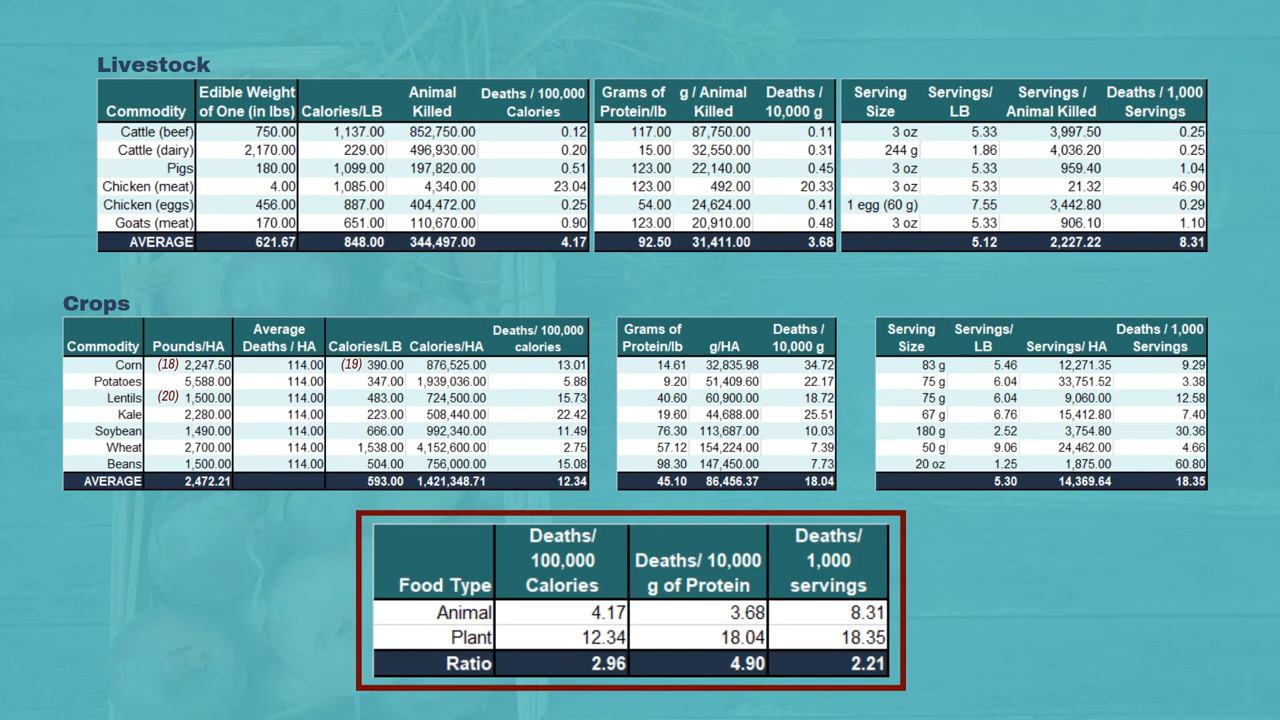 Livestock
Commodity Edible Weight of One (in lbs) Calories/LB Animal Killed Deaths / 100,000 Calories Grams of Protein/lb g / Animal Killed Deaths / 10,000 g Serving Size Servings/ LB Servings / Animal Killed Deaths / 1,000 Servings
Cattle (beef) 750.00 1,137.00 852,750.00 0.12 117.00 87,750.00 0.11 3 oz 5.33 3,997.50 0.25
Cattle (dairy) 2,170.00 229.00 496,930.00 0.20 15.00 32,550.00 0.31 244 g 1.86 4,036.20 0.25
Pigs 180.00 1,099.00 197,820.00 0.51 123.00 22,140.00 0.45 3 oz 5.33 959.40 1.04
Chicken (meat) 4.00 1,085.00 4,340.00 23.04 123.00 492.00 20.33 3 oz 5.33 21.32 46.90
Chicken (eggs) 456.00 887.00 404,472.00 0.25 54.00 24,624.00 0.41 1 egg (60 g) 7.55 3,442.80 0.29
Goats (meat) 170.00 651.00 110,670.00 0.90 123.00 20,910.00 0.48 3 oz 5.33 906.10 1.10
AVERAGE 621.67 848.00 344,497.00 4.17 92.50 31,411.00 3.68 5.12 2,227.22 8.31
Crops
Commodity Pounds/HA Average Deaths / HA Calories/LB Calories/HA Deaths/ 100,000 calories Grams of Protein/lb g/HA Deaths / 10,000 g Serving Size Servings/ LB Servings/ HA Deaths / 1,000 Servings
Corn (18) 2,247.50 114.00 (19) 390.00 876,525.00 13.01 14.61 32,835.98 34.72 83 g 5.46 12,271.35 9.29
Potatoes 5,588.00 114.00 347.00 1,939,036.00 5.88 9.20 51,409.60 22.17 75 g 6.04 33,751.52 3.38
Lentils (20) 1,500.00 114.00 483.00 724,500.00 15.73 40.60 60,900.00 18.72 75 g 6.04 9,060.00 12.58
Kale 2,280.00 114.00 223.00 508,440.00 22.42 19.60 44,688.00 25.51 67 g 6.76 15,412.80 7.40
Soybean 1,490.00 114.00 666.00 992,340.00 11.49 76.30 113,687.00 10.03 180 g 2.52 3,754.80 30.36
Wheat 2,700.00 114.00 1,538.00 4,152,600.00 2.75 57.12 154,224.00 7.39 50 g 9.06 24,462.00 4.66
Beans 1,500.00 114.00 504.00 756,000.00 15.08 98.30 147,450.00 7.73 20 oz 1.25 1,875.00 60.80
AVERAGE 2,472.21 593.00 1,421,348.71 12.34 45.10 86,456.37 18.04 5.30 14,369.64 18.35
Food Type Deaths/ 100,000 Calories Deaths/ 10,000 g of Protein Deaths/ 1,000 servings
Animal 4.17 3.68 8.31
Plant 12.34 18.04 18.35
Ratio 2.96 4.90 2.21